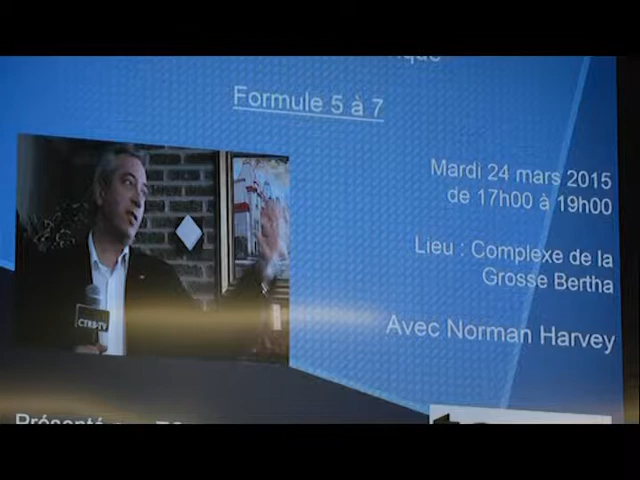 Formule 5 à 7
Mardi 24 mars 2015
de 17h00 à 19h00
Lieu : Complexe de la
Grosse Bertha
Avec Norman Harvey
CTRB-TV
Présenté